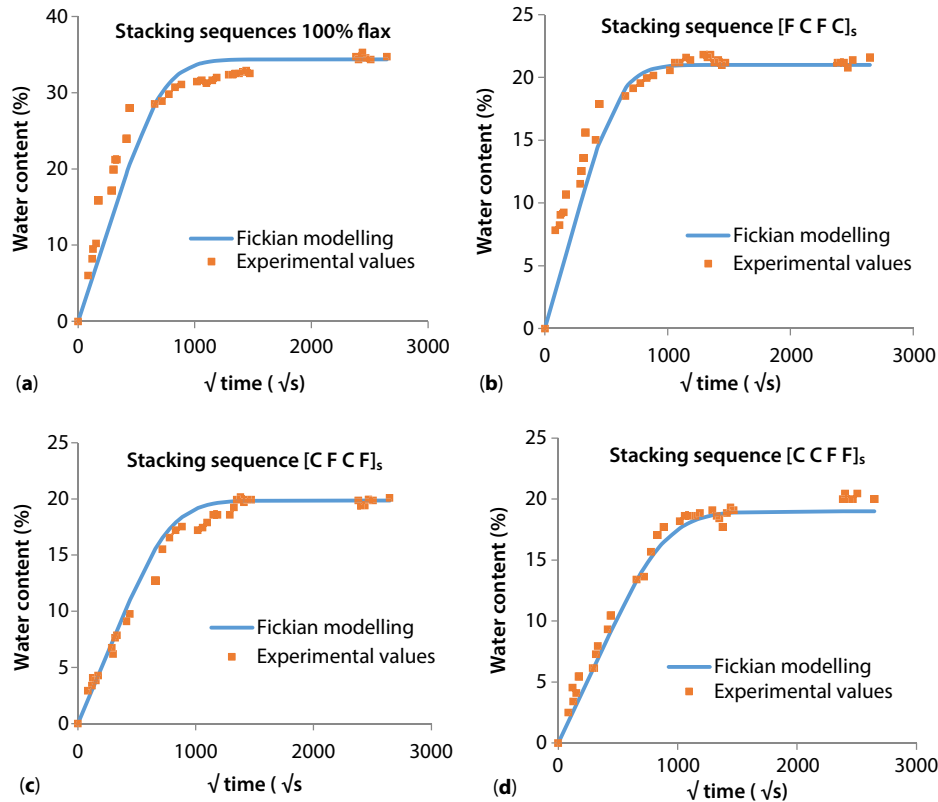 Stacking sequences 100% flax
Water content (%)
40
30
20
10
0
Fickian modelling
Experimental values
0 1000 2000 3000
(a)
√ time ( √s)
Stacking sequence [F C F C]s
Water content (%)
25
20
15
10
5
0
Fickian modelling
Experimental values
0 1000 2000 3000
(b)
√ time ( √s)
Stacking sequence [C F C F]s
Water content (%)
25
20
15
10
5
0
Fickian modelling
Experimental values
0 1000 2000 3000
(c)
√ time ( √s)
Stacking sequence [C C F F]s
Water content (%)
25
20
15
10
5
0
Fickian modelling
Experimental values
0 1000 2000 3000
(d)
√ time ( √s)